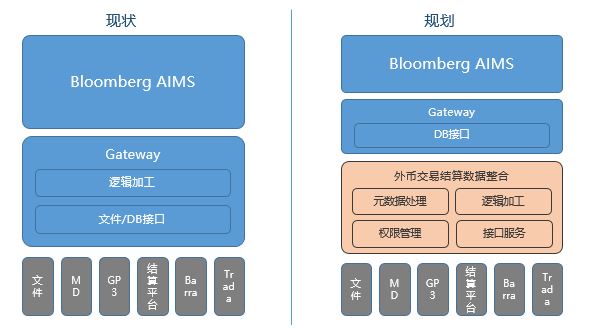 现状
Bloomberg AIMS
Gateway
逻辑加工
文件/DB接口
文件
MD
GP3
结算平台
Barra
Trada
规划
Bloomberg AIMS
Gateway
DB接口
外币交易结算数据整合
元数据处理
逻辑加工
权限管理
接口服务
文件
MD
GP3
结算平台
Barra
Trada